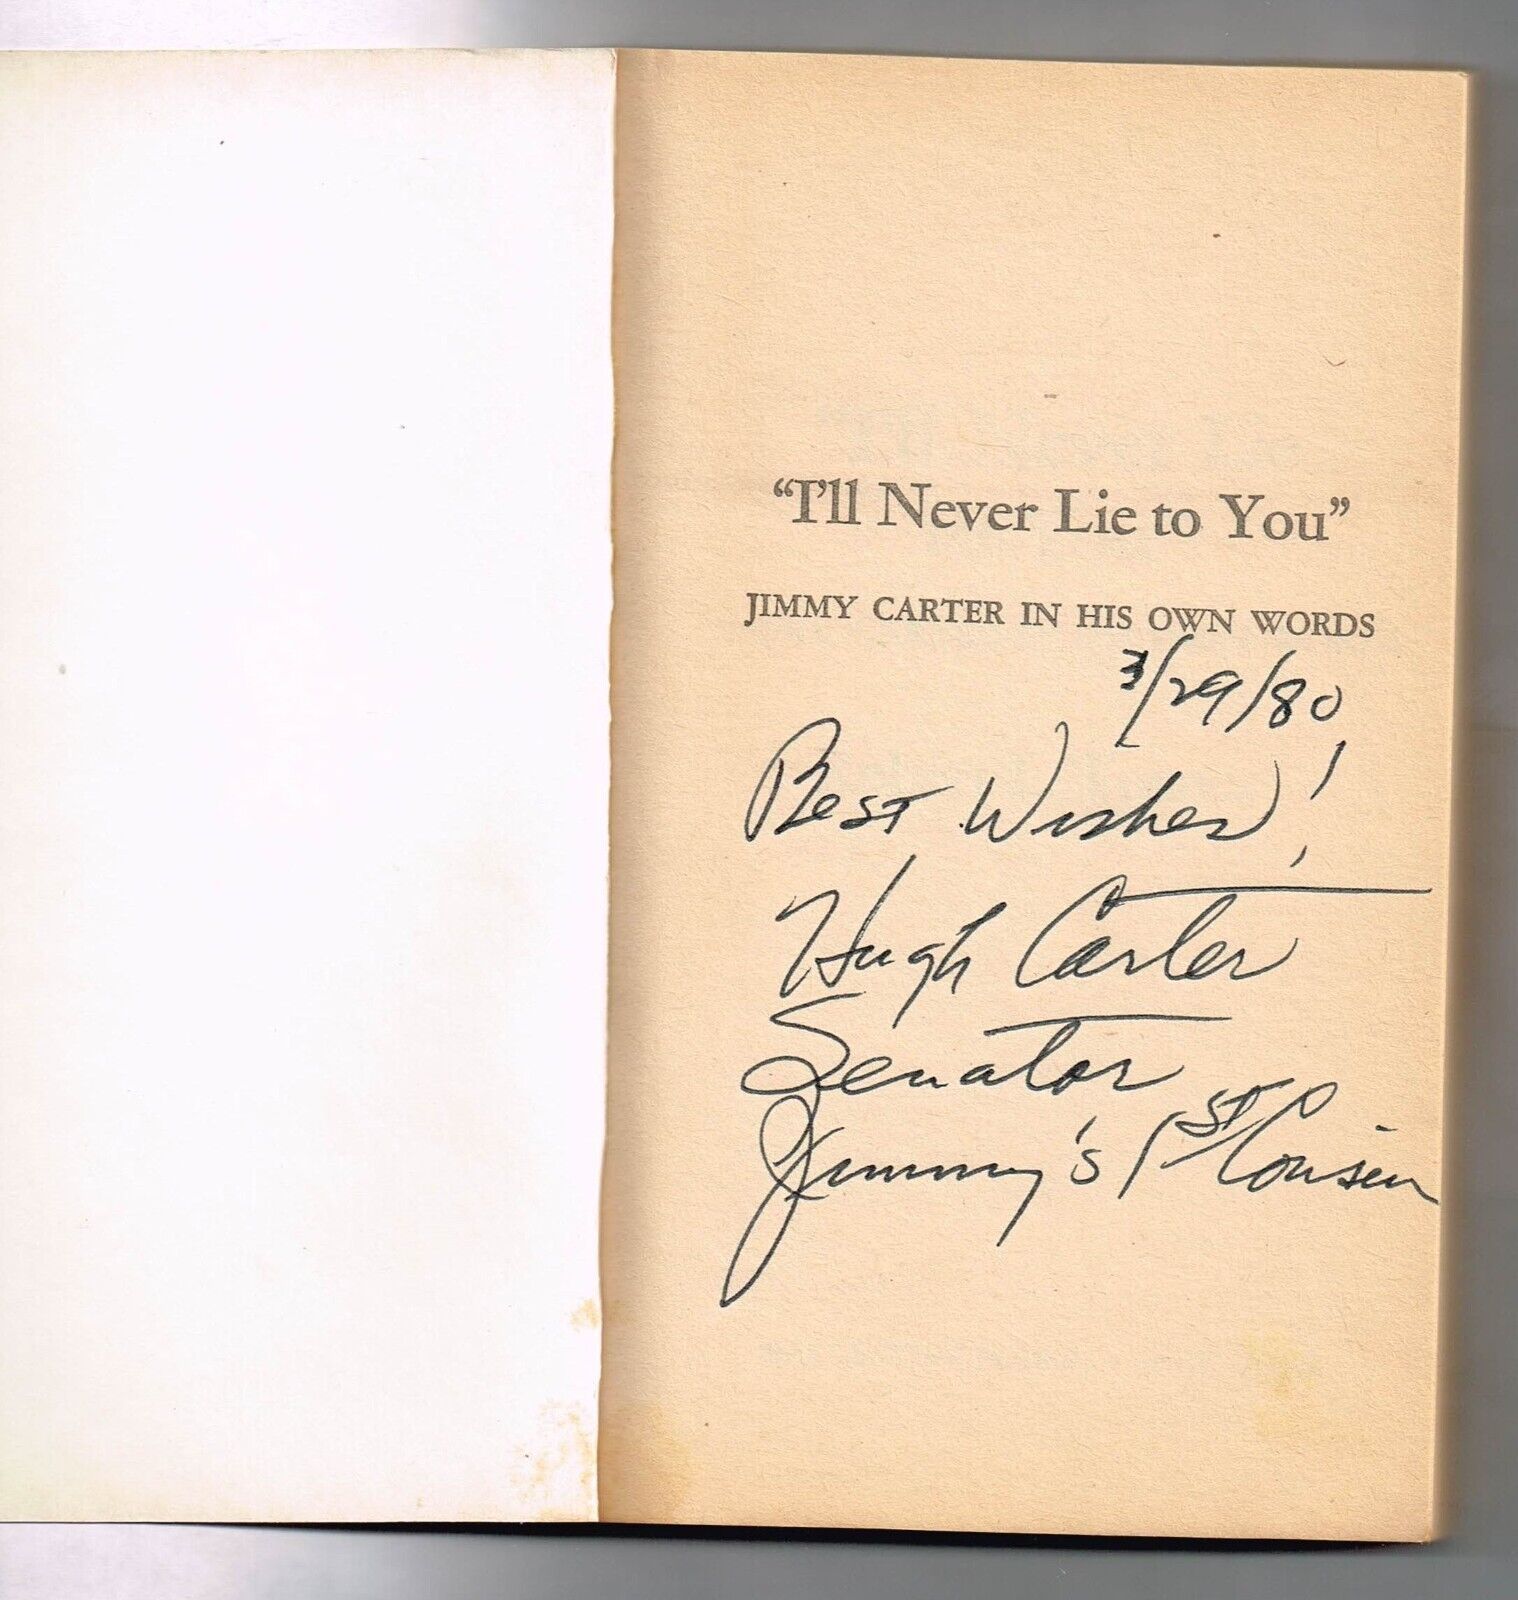 “I’ll Never Lie to You”
JIMMY CARTER IN HIS OWN WORDS
3/29/80
Best Wishes!
Hugh Carter
Senator
Jimmy's 1st Cousin